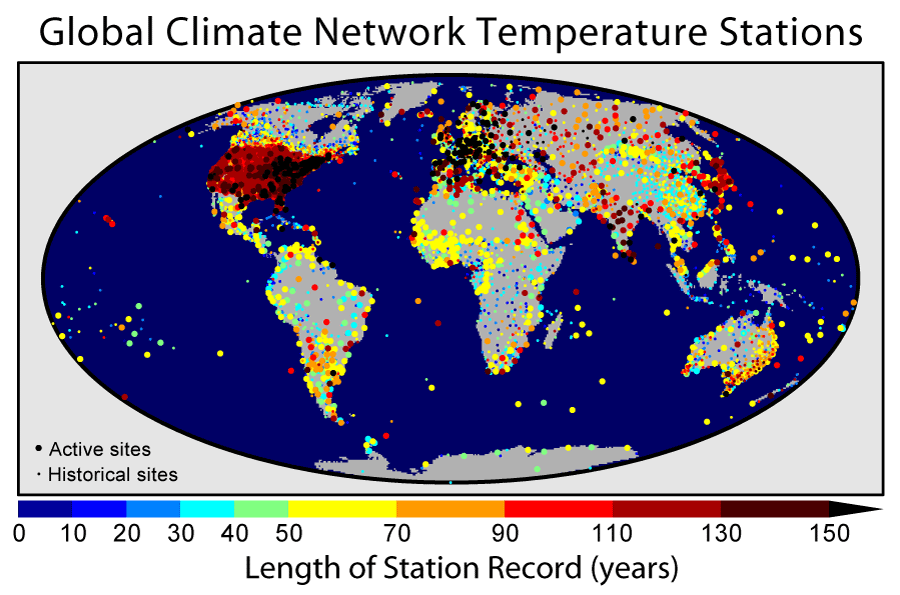 Global Climate Network Temperature Stations
• Active sites
· Historical sites
0 10 20 30 40 50 70 90 110 130 150
Length of Station Record (years)